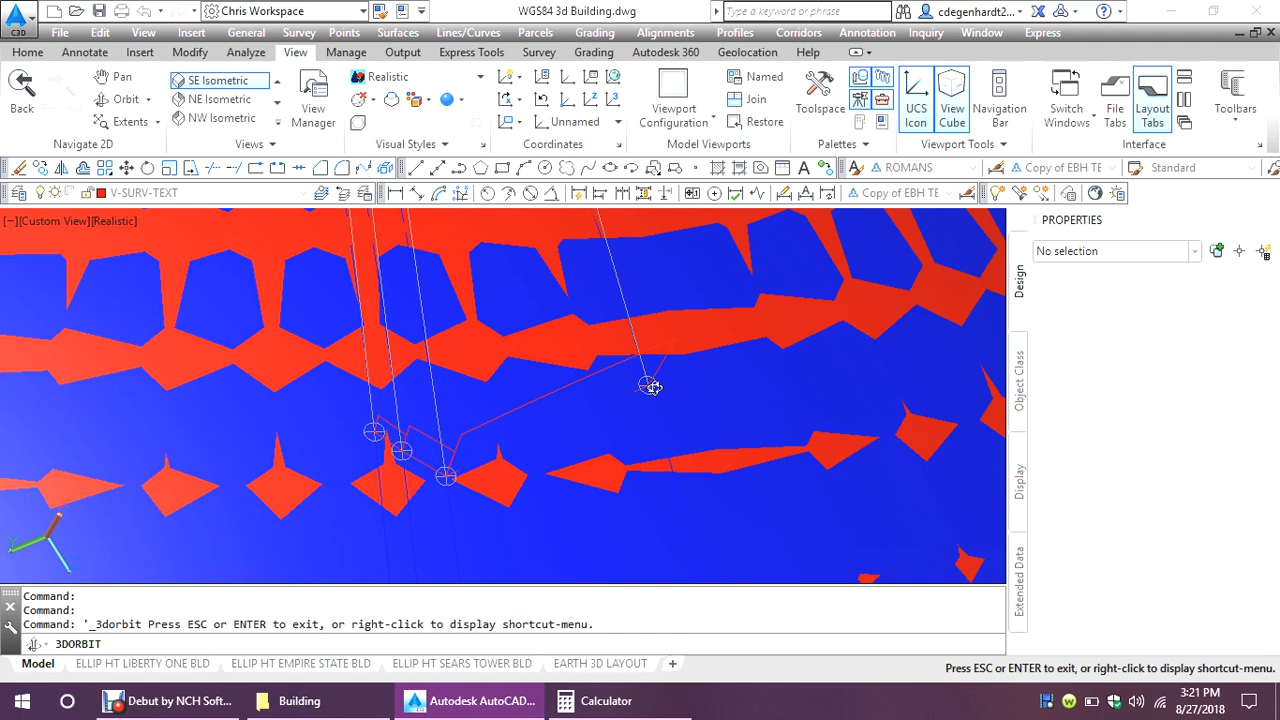 Chris Workspace
WGS84 3d Building.dwg
Type a keyword or phrase
cdegenhardt2...
C3D
File Edit View Insert General Survey Points Surfaces Lines/Curves Parcels Grading Alignments Profiles Corridors Annotation Inquiry Window Express
Home Annotate Insert Modify Analyze View Manage Output Express Tools Survey Grading Autodesk 360 Geolocation Help
Back
Pan
Orbit
Extents
Navigate 2D
SE Isometric
NE Isometric
NW Isometric
View
Manager
Views
Realistic
Visual Styles
Unnamed
Coordinates
Viewport
Configuration
Named
Join
Restore
Model Viewports
Toolspace
Palettes
UCS
Icon
View
Cube
Navigation
Bar
Viewport Tools
Switch
Windows
File
Tabs
Layout
Tabs
Interface
Toolbars
ROMANS
Copy of EBH TE
Standard
V-SURV-TEXT
Copy of EBH TE
[−][Custom View][Realistic]
PROPERTIES
No selection
Design
Object Class
Display
Extended Data
Command:
Command:
Command: '_3dorbit Press ESC or ENTER to exit, or right-click to display shortcut-menu.
3DORBIT
Model ELLIP HT LIBERTY ONE BLD ELLIP HT EMPIRE STATE BLD ELLIP HT SEARS TOWER BLD EARTH 3D LAYOUT
Press ESC or ENTER to exit, or right-click to display shortcut-menu.
Debut by NCH Soft...
Building
Autodesk AutoCAD...
Calculator
3:21 PM
8/27/2018